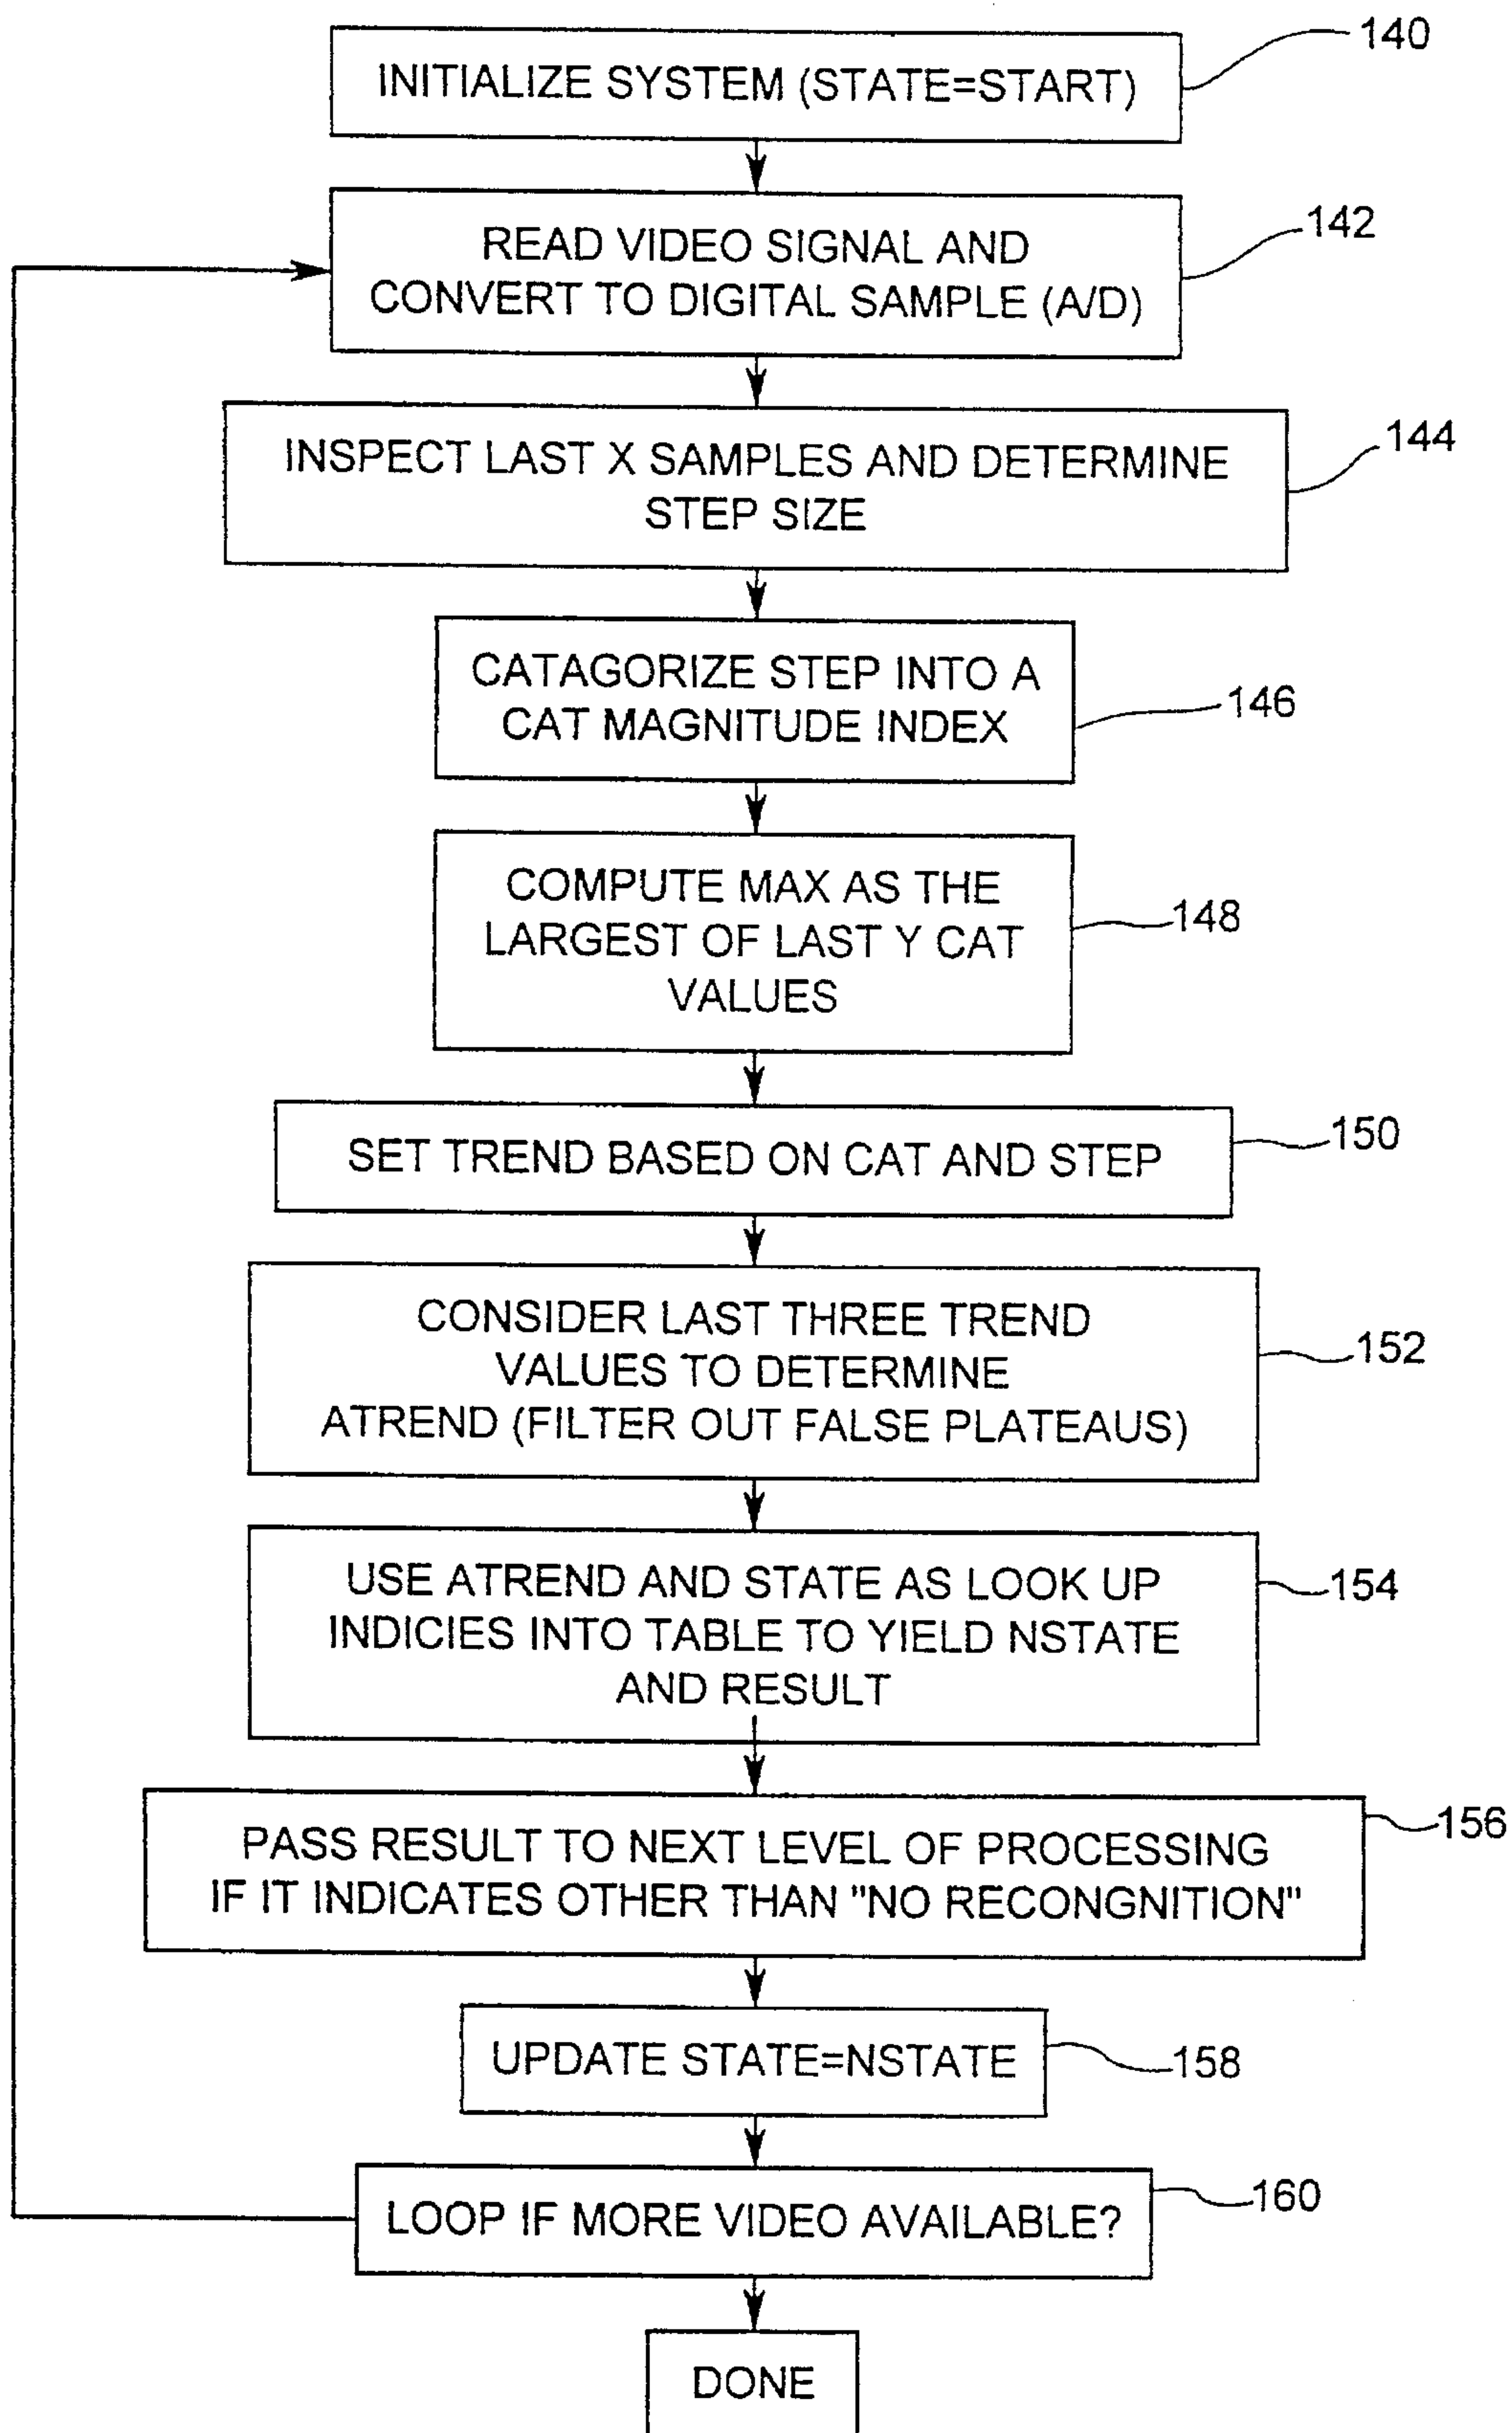 INITIALIZE SYSTEM (STATE=START)
140
READ VIDEO SIGNAL AND
CONVERT TO DIGITAL SAMPLE (A/D)
142
INSPECT LAST X SAMPLES AND DETERMINE
STEP SIZE
144
CATAGORIZE STEP INTO A
CAT MAGNITUDE INDEX
146
COMPUTE MAX AS THE
LARGEST OF LAST Y CAT
VALUES
148
SET TREND BASED ON CAT AND STEP
150
CONSIDER LAST THREE TREND
VALUES TO DETERMINE
ATREND (FILTER OUT FALSE PLATEAUS)
152
USE ATREND AND STATE AS LOOK UP
INDICIES INTO TABLE TO YIELD NSTATE
AND RESULT
154
PASS RESULT TO NEXT LEVEL OF PROCESSING
IF IT INDICATES OTHER THAN "NO RECONGNITION"
156
UPDATE STATE=NSTATE
158
LOOP IF MORE VIDEO AVAILABLE?
160
DONE